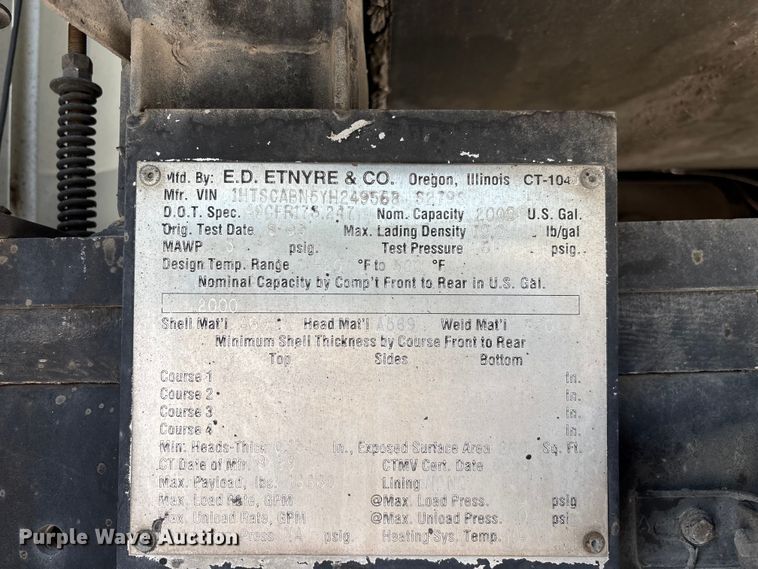 Mfd. By: E.D. ETNYRE & CO. Oregon, Illinois CT-104
Mfr. VIN 1HTSCABN5YH249568
D.O.T. Spec. Nom. Capacity 2000 U.S. Gal.
Orig. Test Date Max. Lading Density lb/gal
MAWP psig. Test Pressure psig.
Design Temp. Range °F to °F
Nominal Capacity by Comp't Front to Rear in U.S. Gal.
2000
Shell Mat'l Head Mat'l A569 Weld Mat'l
Minimum Shell Thickness by Course Front to Rear
Top Sides Bottom
Course 1 in.
Course 2 in.
Course 3 in.
Course 4 in.
Min: Heads-Thick in., Exposed Surface Area Sq. Ft.
CT Date of Mfr. CTMV Cert. Date
Max. Payload, lbs. Lining
Max. Load Rate, GPM @Max. Load Press. psig
Max. Unload Rate, GPM @Max. Unload Press. psi
Press. psig. Heating Sys. Temp.
Purple Wave Auction